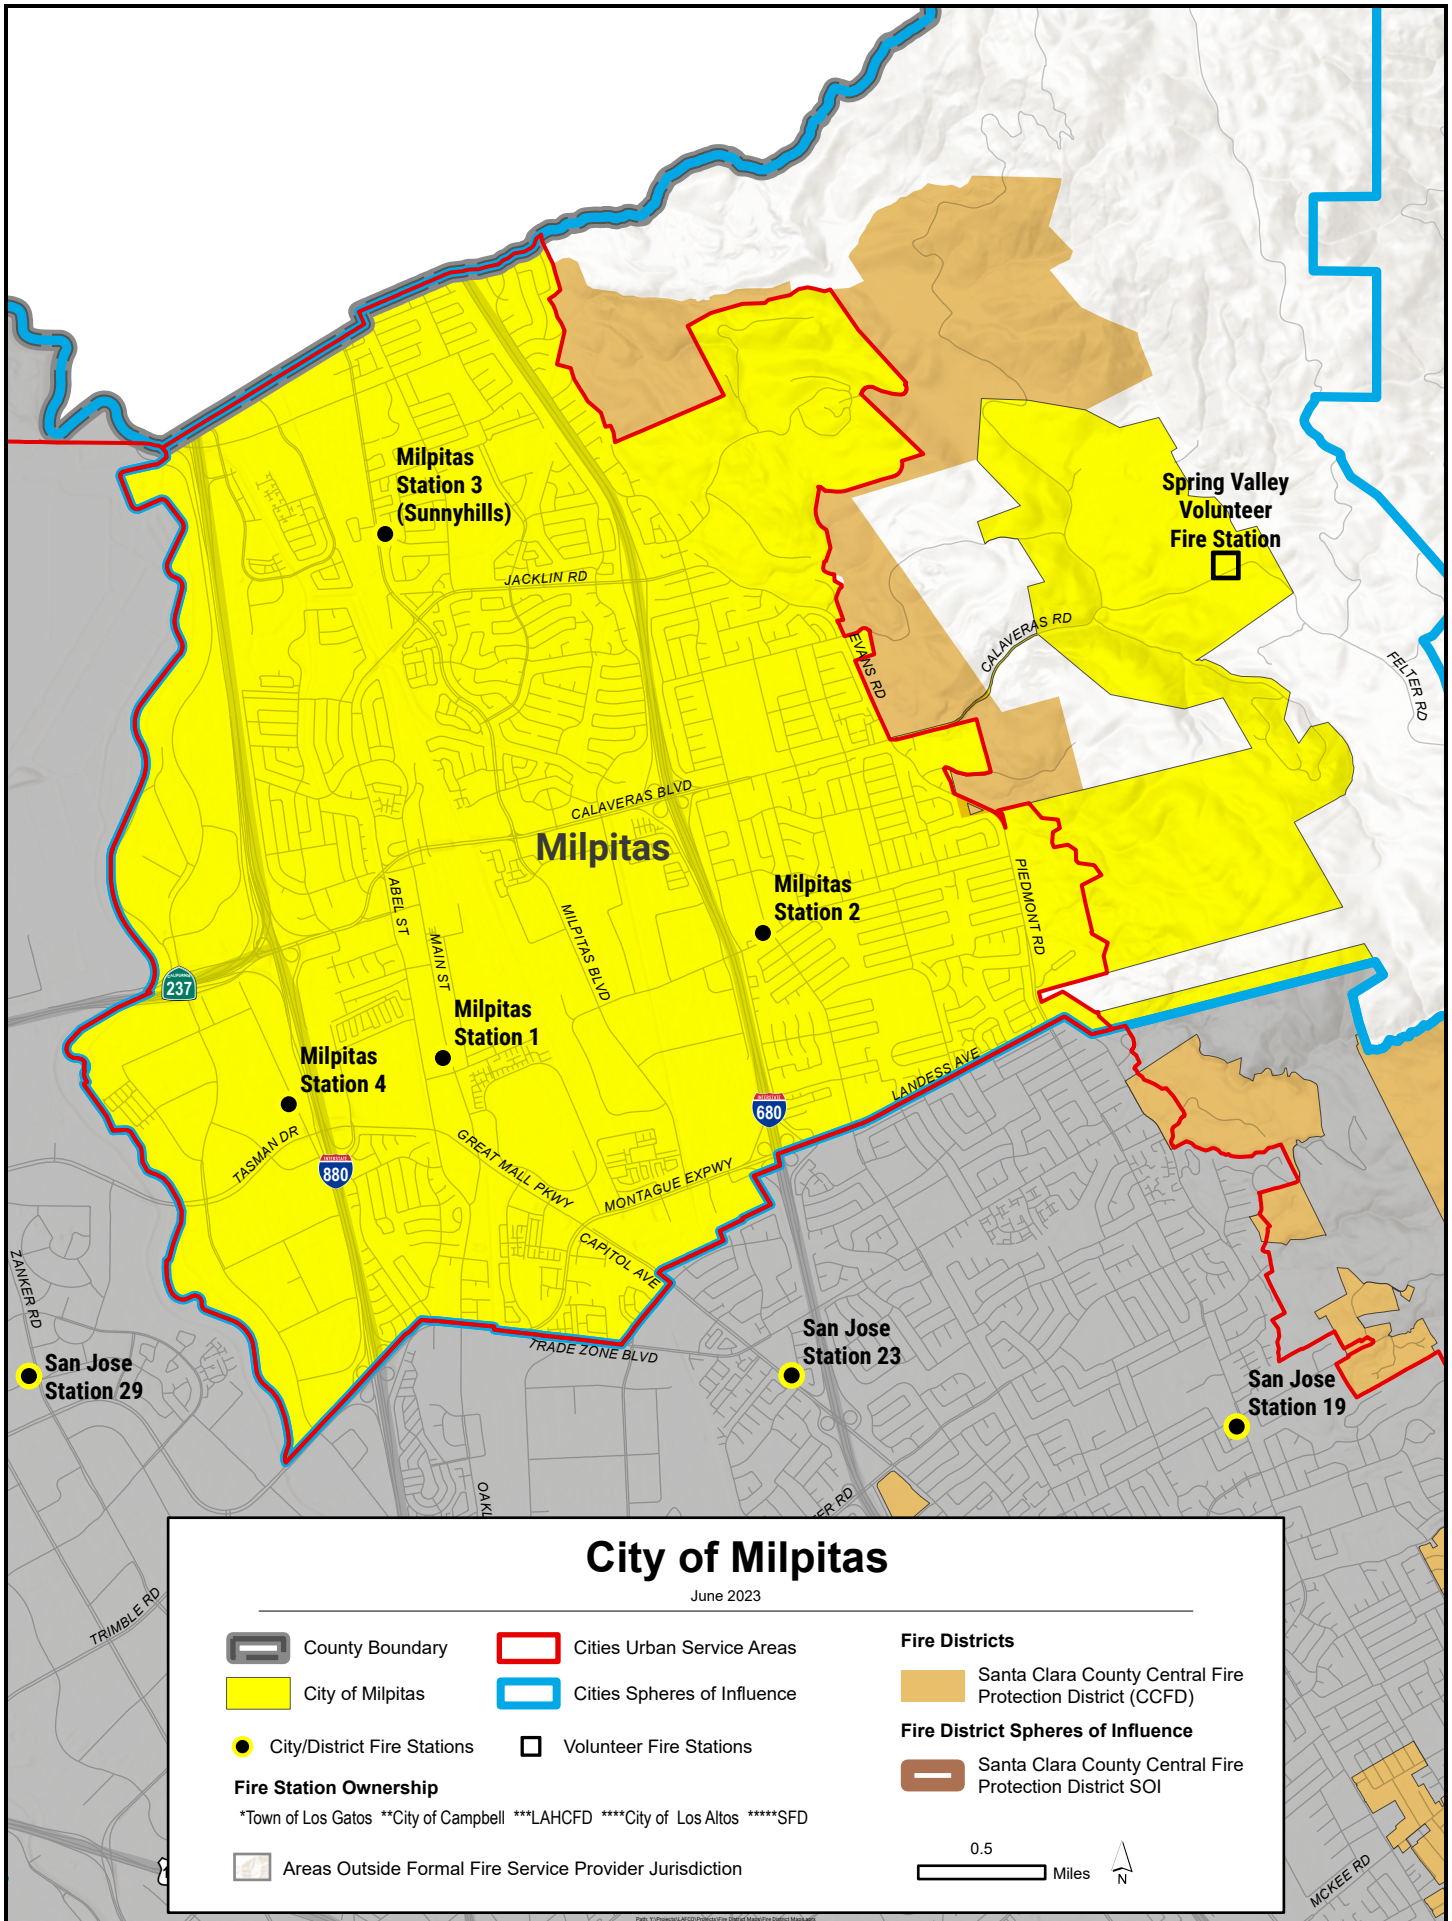 Milpitas
Station 3
(Sunnyhills)
Spring Valley
Volunteer
Fire Station
JACKLIN RD
CALAVERAS RD
EVANS RD
FELTER RD
CALAVERAS BLVD
Milpitas
ABEL ST
MAIN ST
MILPITAS BLVD
Milpitas
Station 2
PIEDMONT RD
CALIFORNIA
237
Milpitas
Station 1
Milpitas
Station 4
LANDESS AVE
INTERSTATE
680
TASMAN DR
INTERSTATE
880
GREAT MALL PKWY
MONTAGUE EXPWY
CAPITOL AVE
ZANKER RD
TRADE ZONE BLVD
San Jose
Station 29
San Jose
Station 23
San Jose
Station 19
OAKL
ER RD
TRIMBLE RD
MCKEE RD
City of Milpitas
June 2023
County Boundary
Cities Urban Service Areas
City of Milpitas
Cities Spheres of Influence
City/District Fire Stations
Volunteer Fire Stations
Fire Station Ownership
*Town of Los Gatos **City of Campbell ***LAHCFD ****City of Los Altos *****SFD
Areas Outside Formal Fire Service Provider Jurisdiction
Fire Districts
Santa Clara County Central Fire
Protection District (CCFD)
Fire District Spheres of Influence
Santa Clara County Central Fire
Protection District SOI
0.5
Miles
N